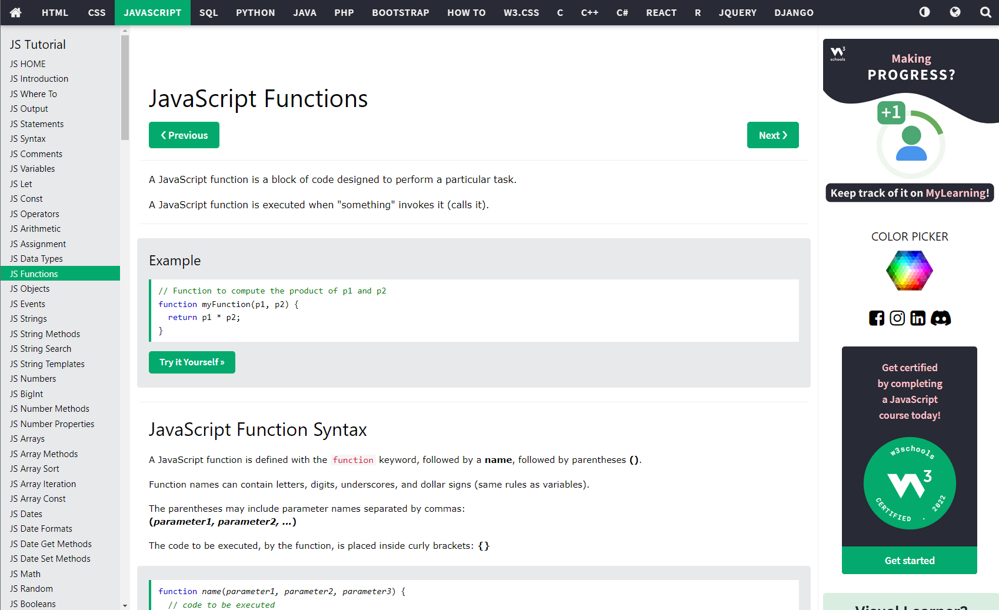 HTML CSS JAVASCRIPT SQL PYTHON JAVA PHP BOOTSTRAP HOW TO W3.CSS C C++ C# REACT R JQUERY DJANGO
JS Tutorial
JS HOME
JS Introduction
JS Where To
JS Output
JS Statements
JS Syntax
JS Comments
JS Variables
JS Let
JS Const
JS Operators
JS Arithmetic
JS Assignment
JS Data Types
JS Functions
JS Objects
JS Events
JS Strings
JS String Methods
JS String Search
JS String Templates
JS Numbers
JS BigInt
JS Number Methods
JS Number Properties
JS Arrays
JS Array Methods
JS Array Sort
JS Array Iteration
JS Array Const
JS Dates
JS Date Formats
JS Date Get Methods
JS Date Set Methods
JS Math
JS Random
JS Booleans
JavaScript Functions
❮ Previous
Next ❯
A JavaScript function is a block of code designed to perform a particular task.
A JavaScript function is executed when "something" invokes it (calls it).
Example
// Function to compute the product of p1 and p2
function myFunction(p1, p2) {
return p1 * p2;
}
Try it Yourself »
JavaScript Function Syntax
A JavaScript function is defined with the function keyword, followed by a name, followed by parentheses ().
Function names can contain letters, digits, underscores, and dollar signs (same rules as variables).
The parentheses may include parameter names separated by commas:
(parameter1, parameter2, ...)
The code to be executed, by the function, is placed inside curly brackets: {}
function name(parameter1, parameter2, parameter3) {
// code to be executed
3
schools
Making
PROGRESS?
+1
Keep track of it on MyLearning!
COLOR PICKER
Get certified
by completing
a JavaScript
course today!
w3schools
3
CERTIFIED . 2022
Get started
Visual Learner?